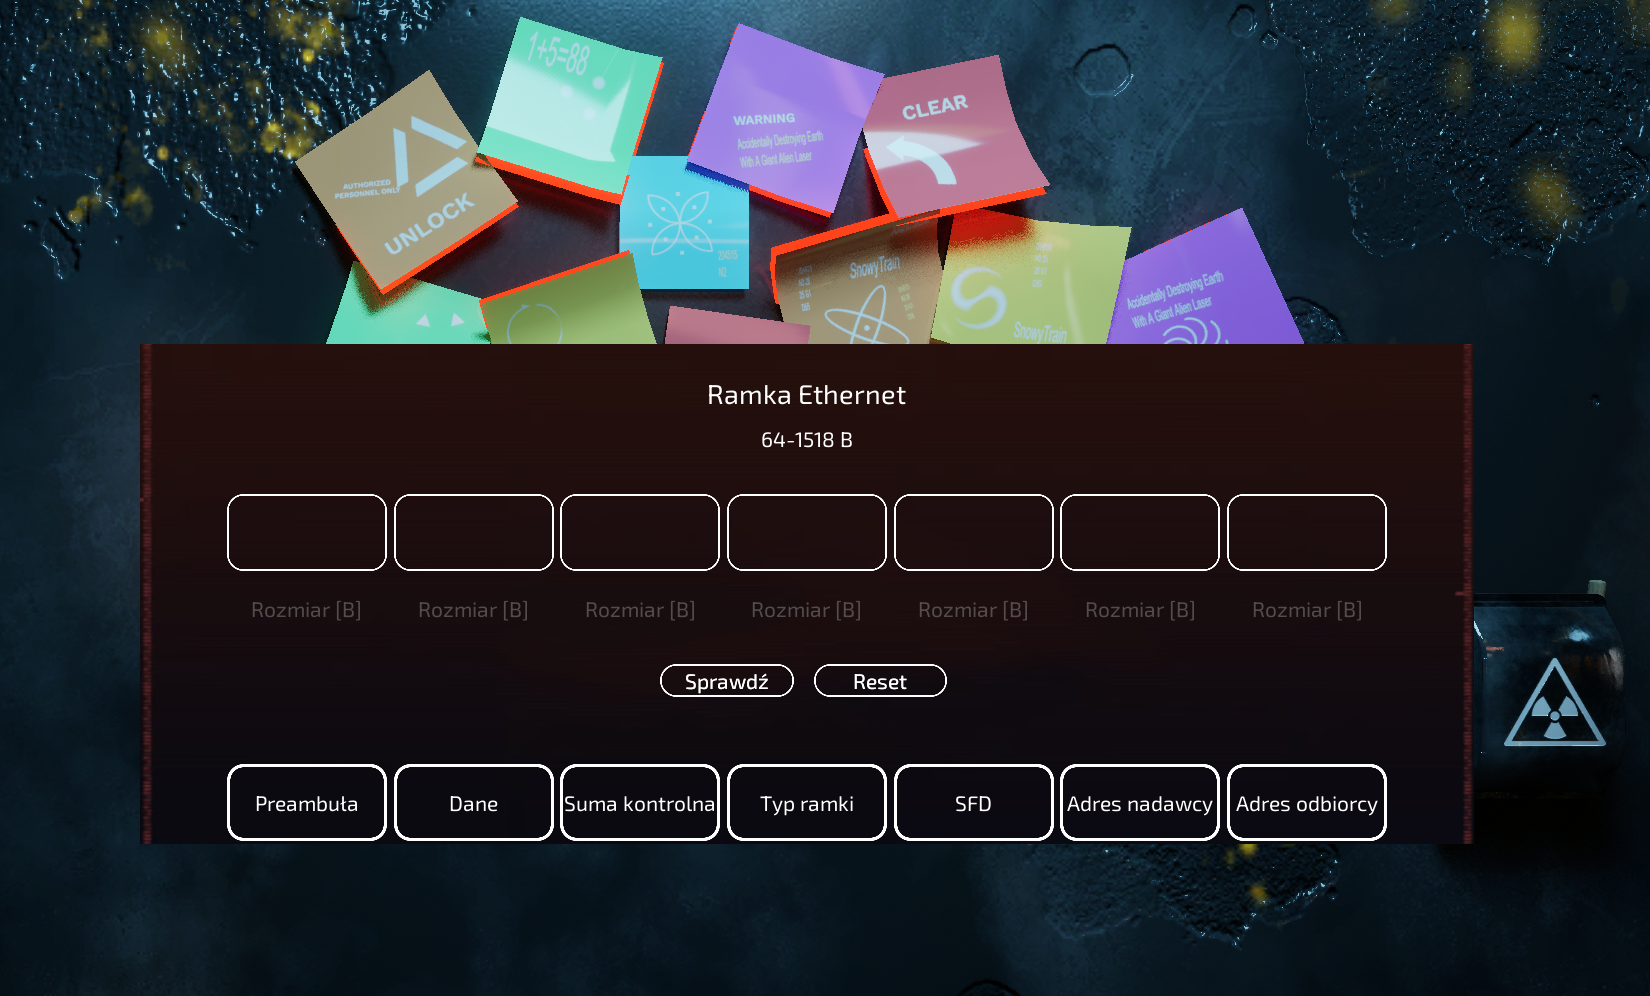 1+5=88
WARNING
Accidentally Destroying Earth
With A Giant Alien Laser
CLEAR
AUTHORIZED
PERSONNEL ONLY
UNLOCK
204515
N2
SnowyTrain
SnowyTrain
Accidentally Destroying Earth
With A Giant Alien Laser
Ramka Ethernet
64-1518 B
Rozmiar [B] Rozmiar [B] Rozmiar [B] Rozmiar [B] Rozmiar [B] Rozmiar [B] Rozmiar [B]
Sprawdź Reset
Preambuła Dane Suma kontrolna Typ ramki SFD Adres nadawcy Adres odbiorcy